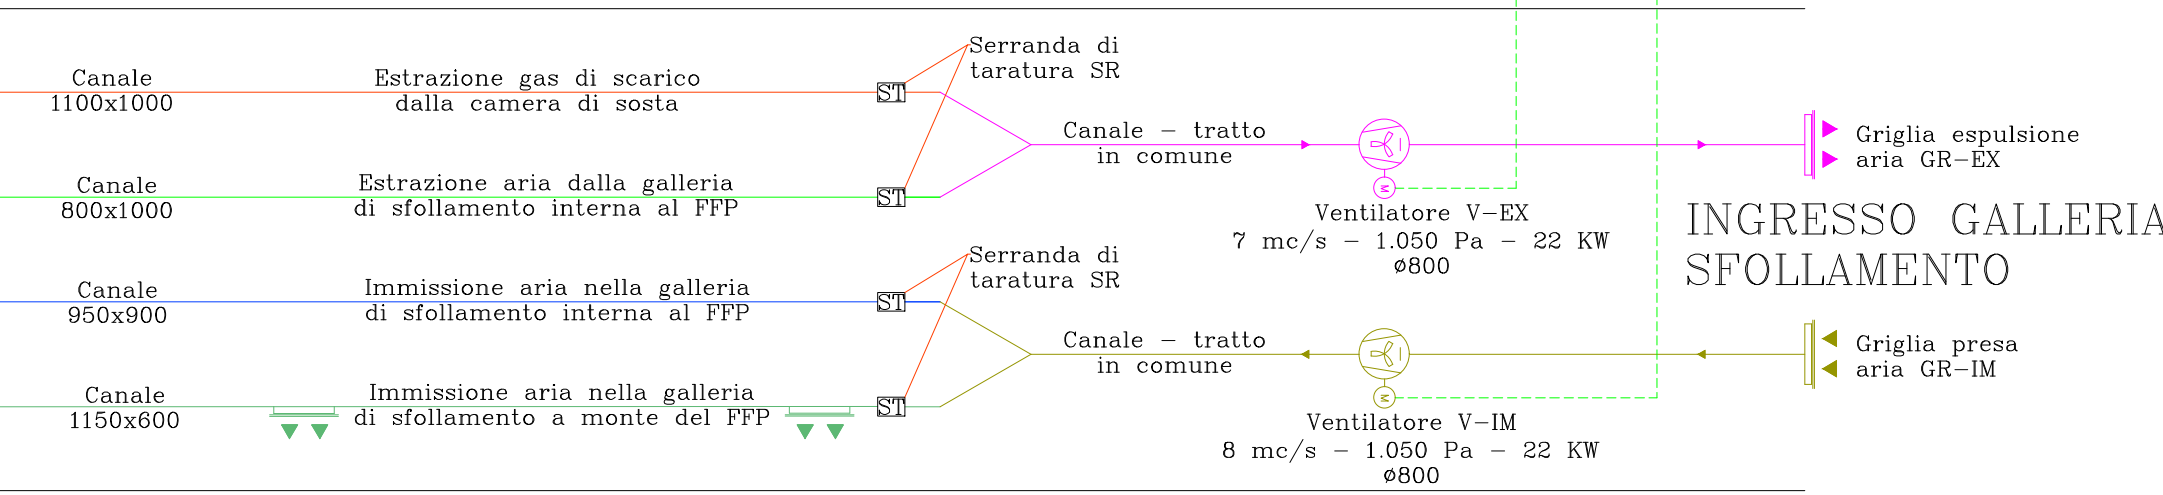 Serranda di
taratura SR
Canale
1100x1000
Estrazione gas di scarico
dalla camera di sosta
ST
Canale - tratto
in comune
Griglia espulsione
aria GR-EX
Canale
800x1000
Estrazione aria dalla galleria
di sfollamento interna al FFP
ST
M
Ventilatore V-EX
7 mc/s - 1.050 Pa - 22 KW
ø800
INGRESSO GALLERIA
SFOLLAMENTO
Serranda di
taratura SR
Canale
950x900
Immissione aria nella galleria
di sfollamento interna al FFP
ST
Canale - tratto
in comune
Griglia presa
aria GR-IM
Canale
1150x600
Immissione aria nella galleria
di sfollamento a monte del FFP
ST
M
Ventilatore V-IM
8 mc/s - 1.050 Pa - 22 KW
ø800